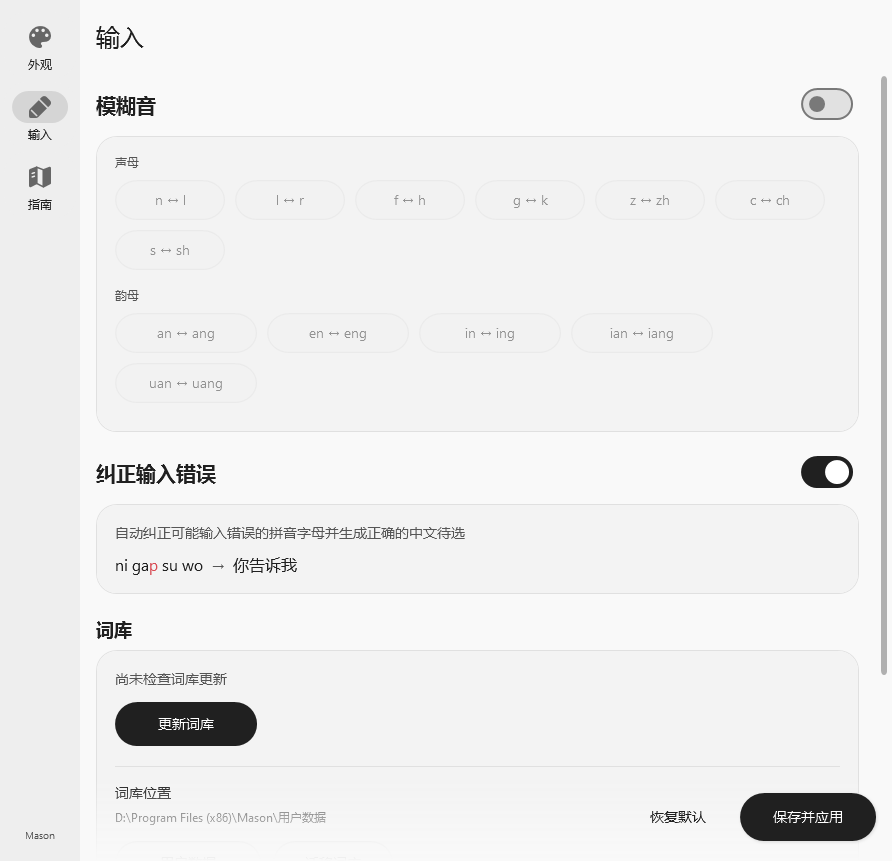 外观
输入
指南
Mason
输入
模糊音
声母
n ↔ l
l ↔ r
f ↔ h
g ↔ k
z ↔ zh
c ↔ ch
s ↔ sh
韵母
an ↔ ang
en ↔ eng
in ↔ ing
ian ↔ iang
uan ↔ uang
纠正输入错误
自动纠正可能输入错误的拼音字母并生成正确的中文待选
ni gap su wo → 你告诉我
词库
尚未检查词库更新
更新词库
词库位置
D:\Program Files (x86)\Mason\用户数据
恢复默认
保存并应用